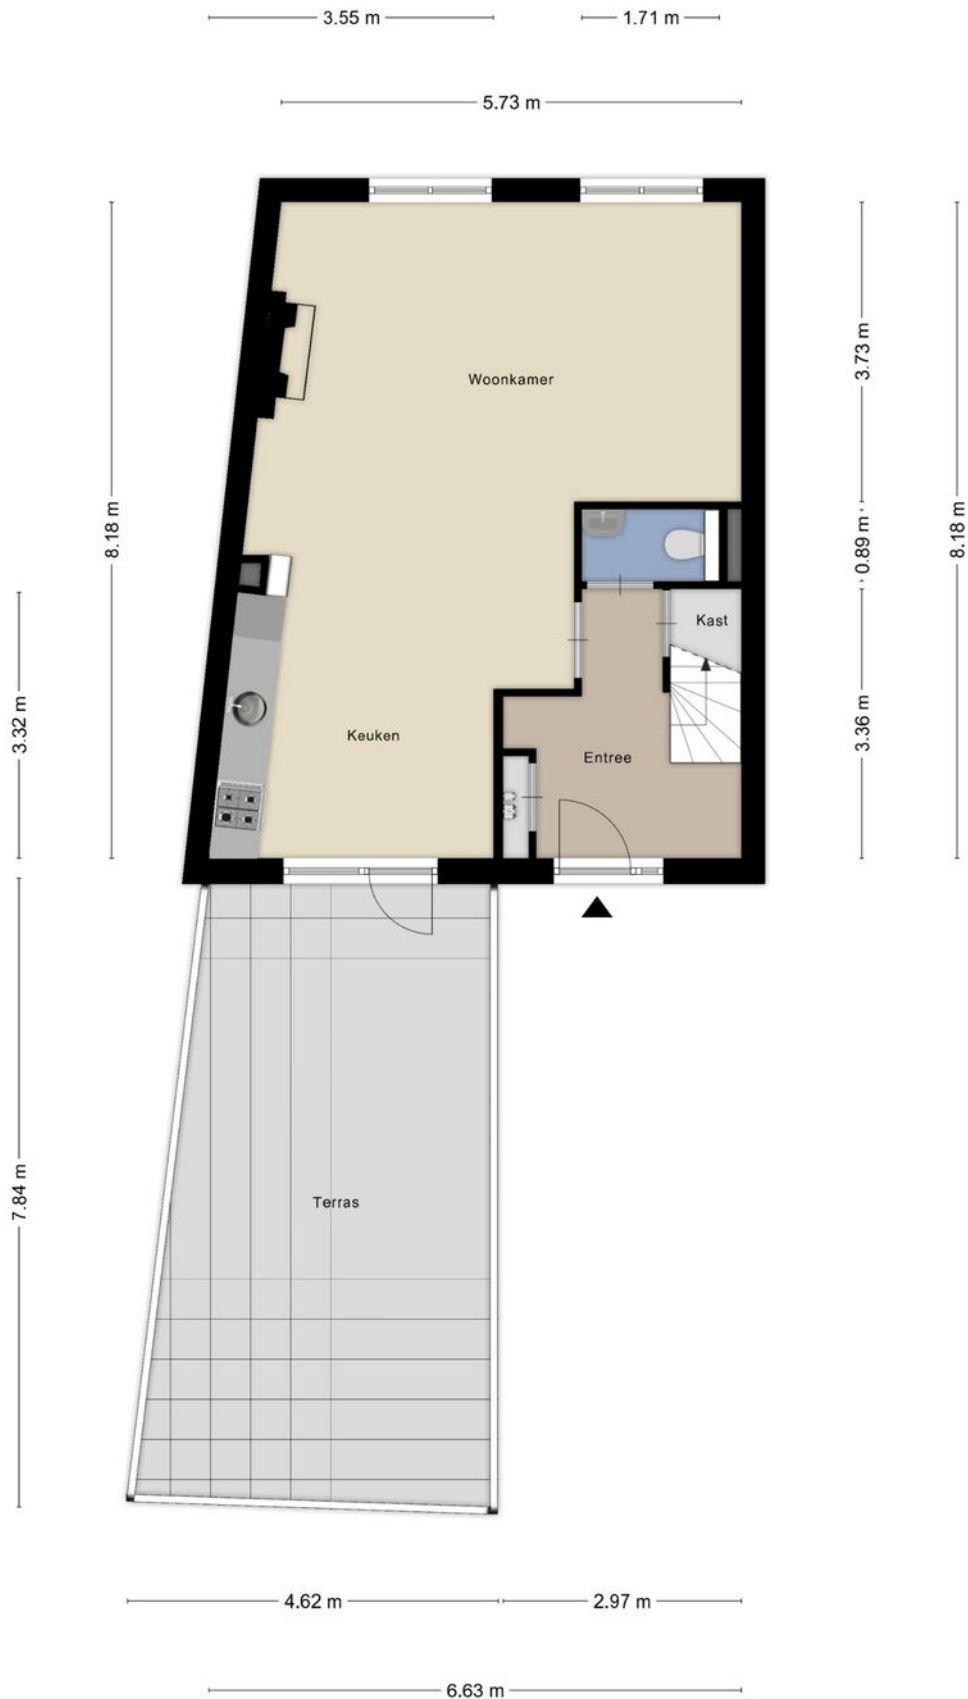 3.55 m
1.71 m
5.73 m
8.18 m
3.73 m
8.18 m
Woonkamer
0.89 m
Kast
3.32 m
3.36 m
Keuken
Entree
7.84 m
Terras
4.62 m
2.97 m
6.63 m